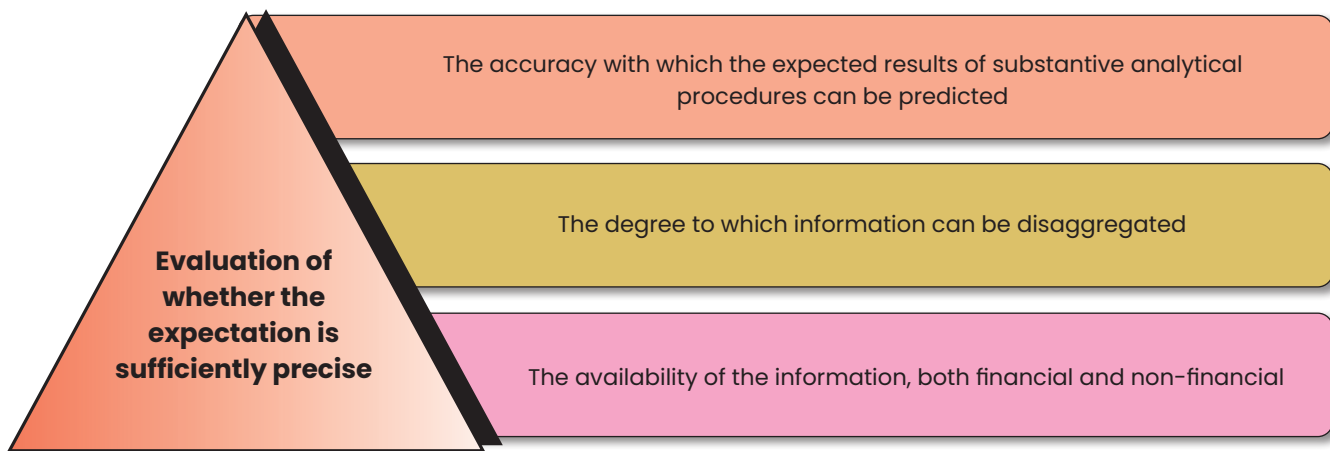 The accuracy with which the expected results of substantive analytical
procedures can be predicted
The degree to which information can be disaggregated
Evaluation of
whether the
expectation is
sufficiently precise
The availability of the information, both financial and non-financial